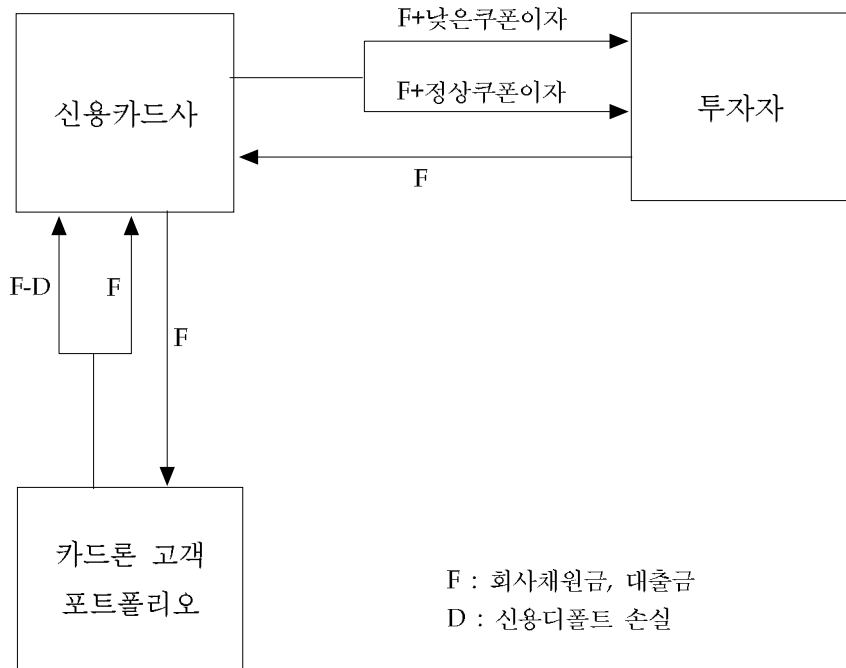 F+낮은쿠폰이자
F+정상쿠폰이자
신용카드사
투자자
F
F-D
F
F
카드론 고객
포트폴리오
F : 회사채원금, 대출금
D : 신용디폴트 손실